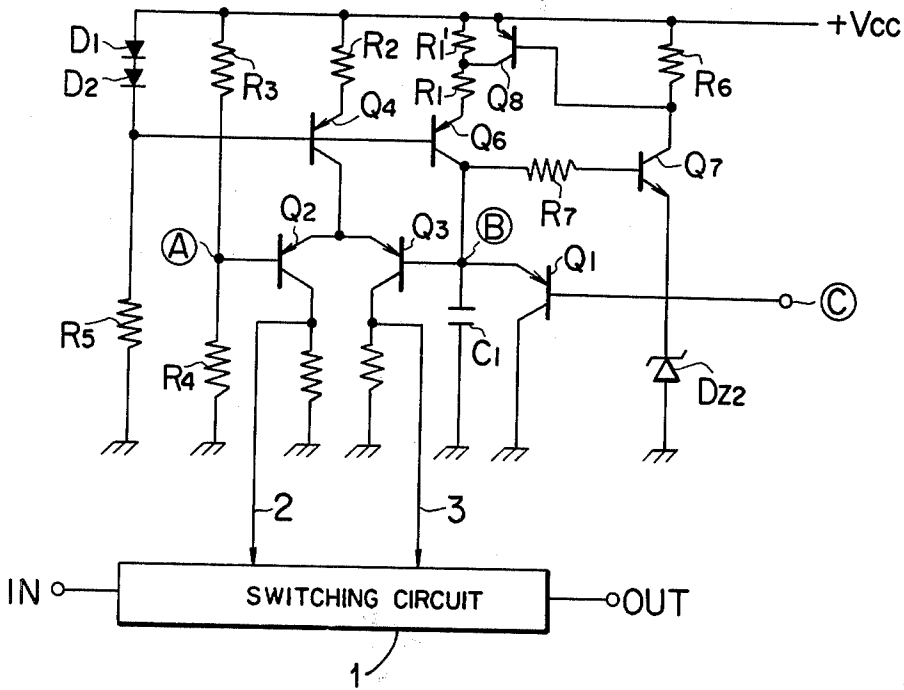 D1
D2
R3
R2
R1'
R1
Q8
+Vcc
R6
Q4
Q6
Q7
R7
A
Q2
Q3
B
Q1
C
R5
R4
C1
DZ2
2
3
IN
SWITCHING CIRCUIT
OUT
1